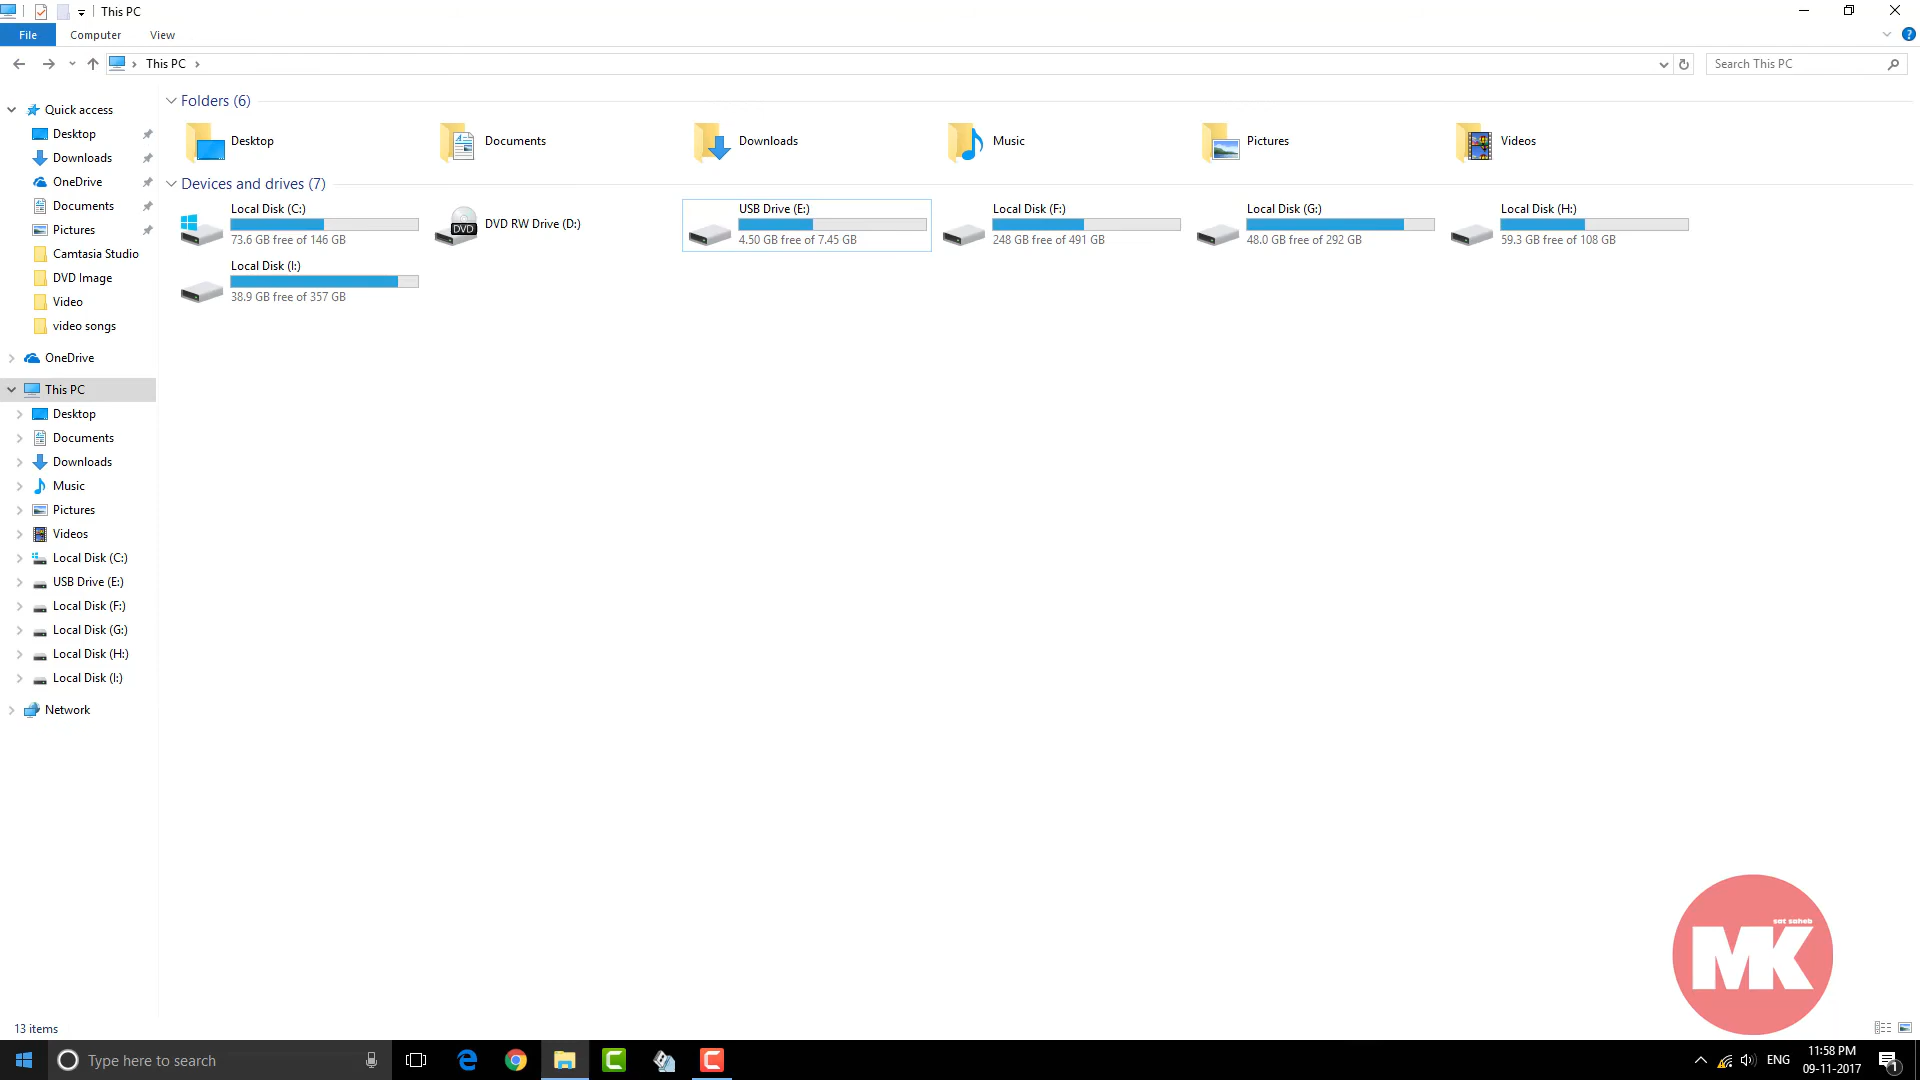 This PC
File
Computer
View
This PC
Search This PC
Quick access
Desktop
Downloads
OneDrive
Documents
Pictures
Camtasia Studio
DVD Image
Video
video songs
OneDrive
This PC
Desktop
Documents
Downloads
Music
Pictures
Videos
Local Disk (C:)
USB Drive (E:)
Local Disk (F:)
Local Disk (G:)
Local Disk (H:)
Local Disk (I:)
Network
Folders (6)
Desktop
Documents
Downloads
Music
Pictures
Videos
Devices and drives (7)
Local Disk (C:)
73.6 GB free of 146 GB
DVD
DVD RW Drive (D:)
USB Drive (E:)
4.50 GB free of 7.45 GB
Local Disk (F:)
248 GB free of 491 GB
Local Disk (G:)
48.0 GB free of 292 GB
Local Disk (H:)
59.3 GB free of 108 GB
Local Disk (I:)
38.9 GB free of 357 GB
sat saheb
MK
13 items
Type here to search
ENG
11:58 PM
09-11-2017
1